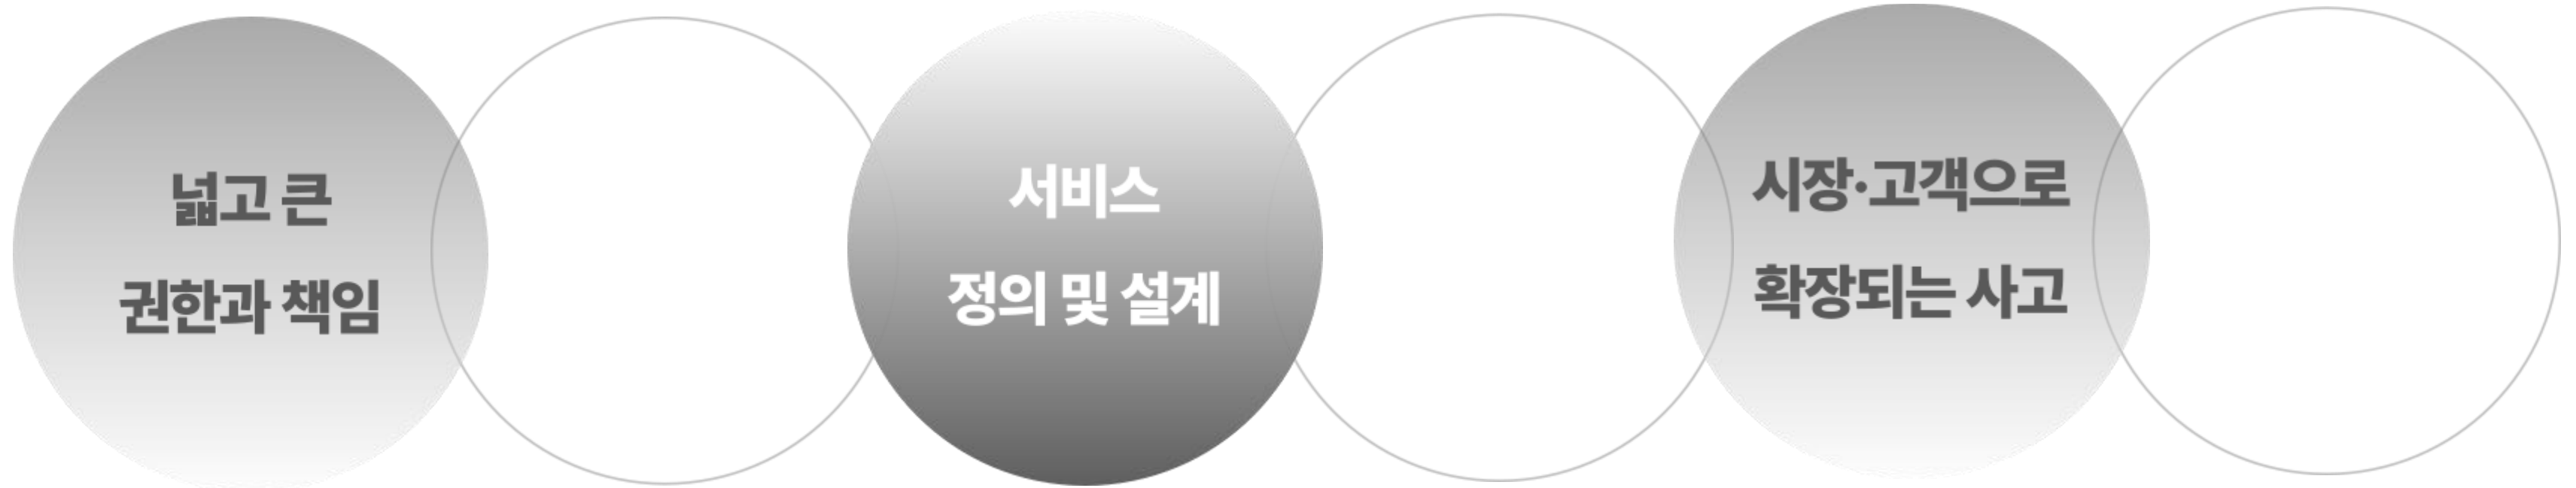 넓고 큰
권한과 책임
서비스
정의 및 설계
시장·고객으로
확장되는 사고